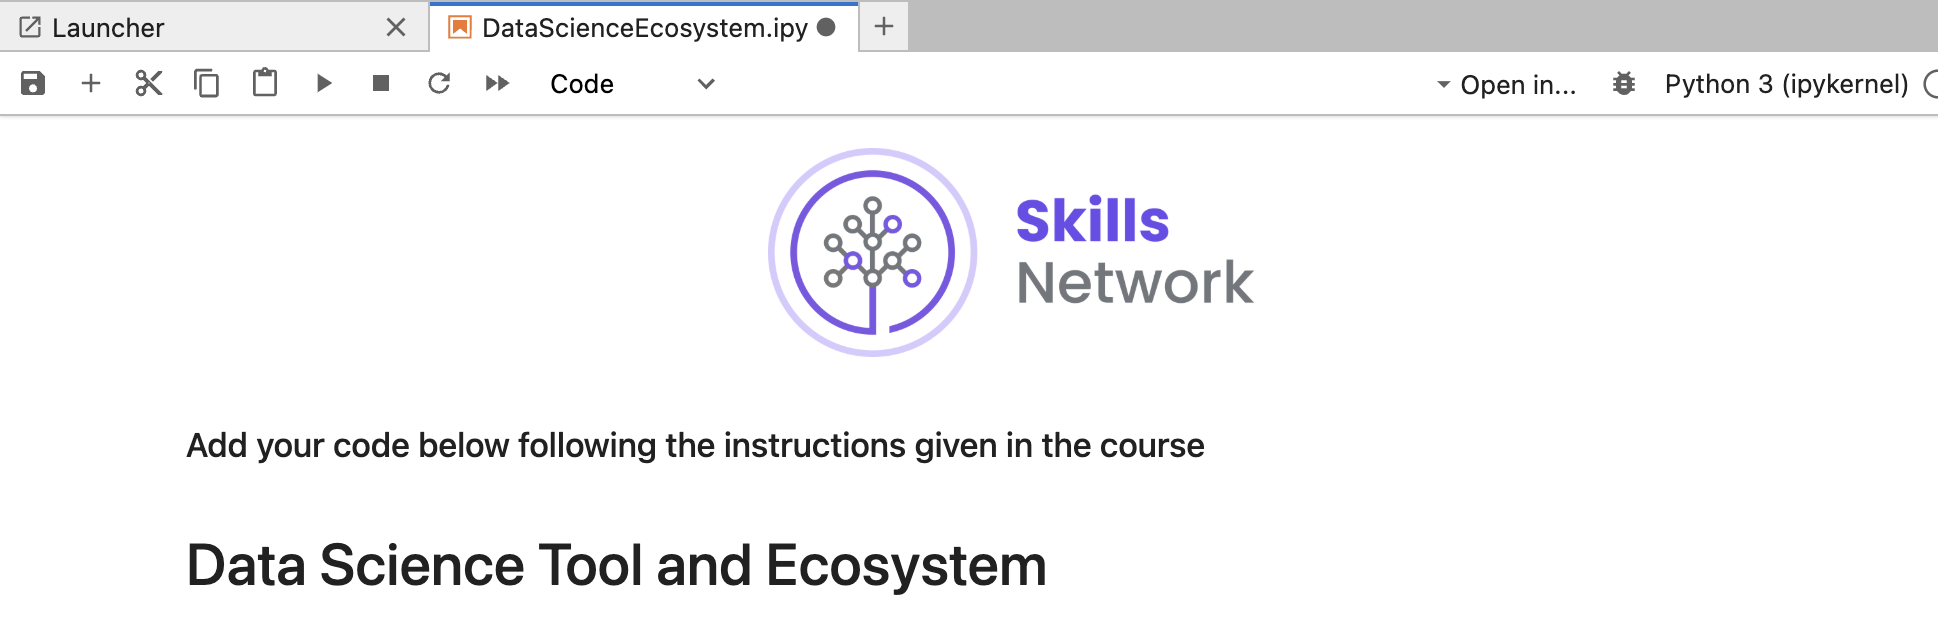 Launcher
DataScienceEcosystem.ipy
Code
Open in...
Python 3 (ipykernel)
Skills
Network
Add your code below following the instructions given in the course
Data Science Tool and Ecosystem